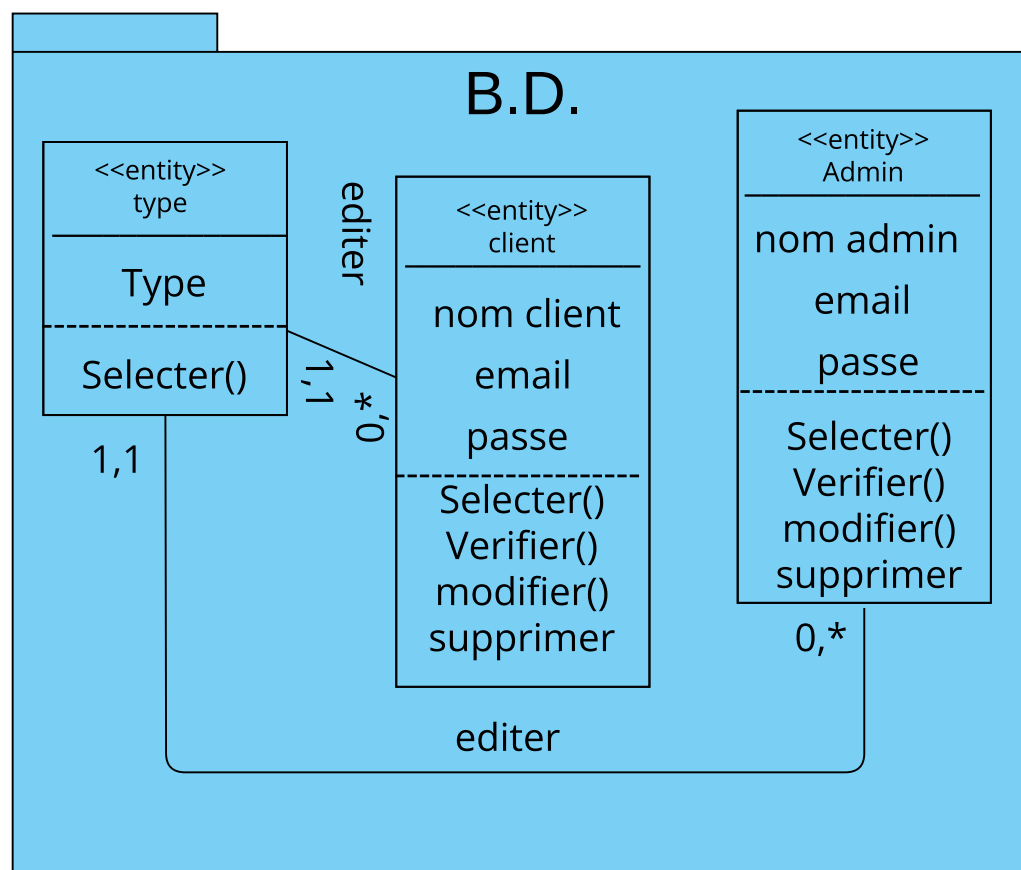 B.D.
<<entity>>
type
Type
Selecter()
1,1
editer
1,1
0,*
<<entity>>
client
nom client
email
passe
Selecter()
Verifier()
modifier()
supprimer
<<entity>>
Admin
nom admin
email
passe
Selecter()
Verifier()
modifier()
supprimer
0,*
editer